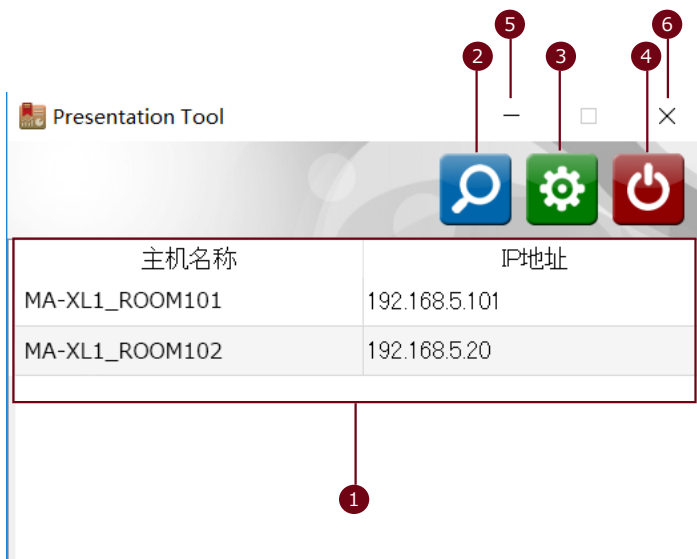 5 6
2 3 4
Presentation Tool
主机名称 IP地址
MA-XL1_ROOM101 192.168.5.101
MA-XL1_ROOM102 192.168.5.20
1